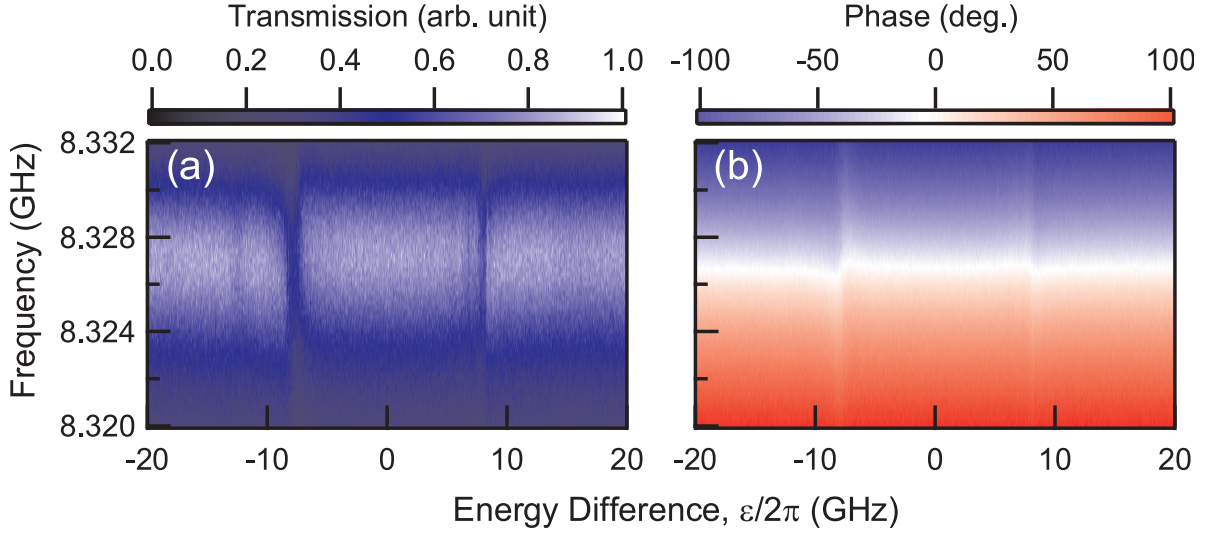 Transmission (arb. unit)
0.0 0.2 0.4 0.6 0.8 1.0
Phase (deg.)
-100 -50 0 50 100
Frequency (GHz)
8.332
8.328
8.324
8.320
(a)
-20 -10 0 10 20
(b)
-20 -10 0 10 20
Energy Difference, ε/2π (GHz)